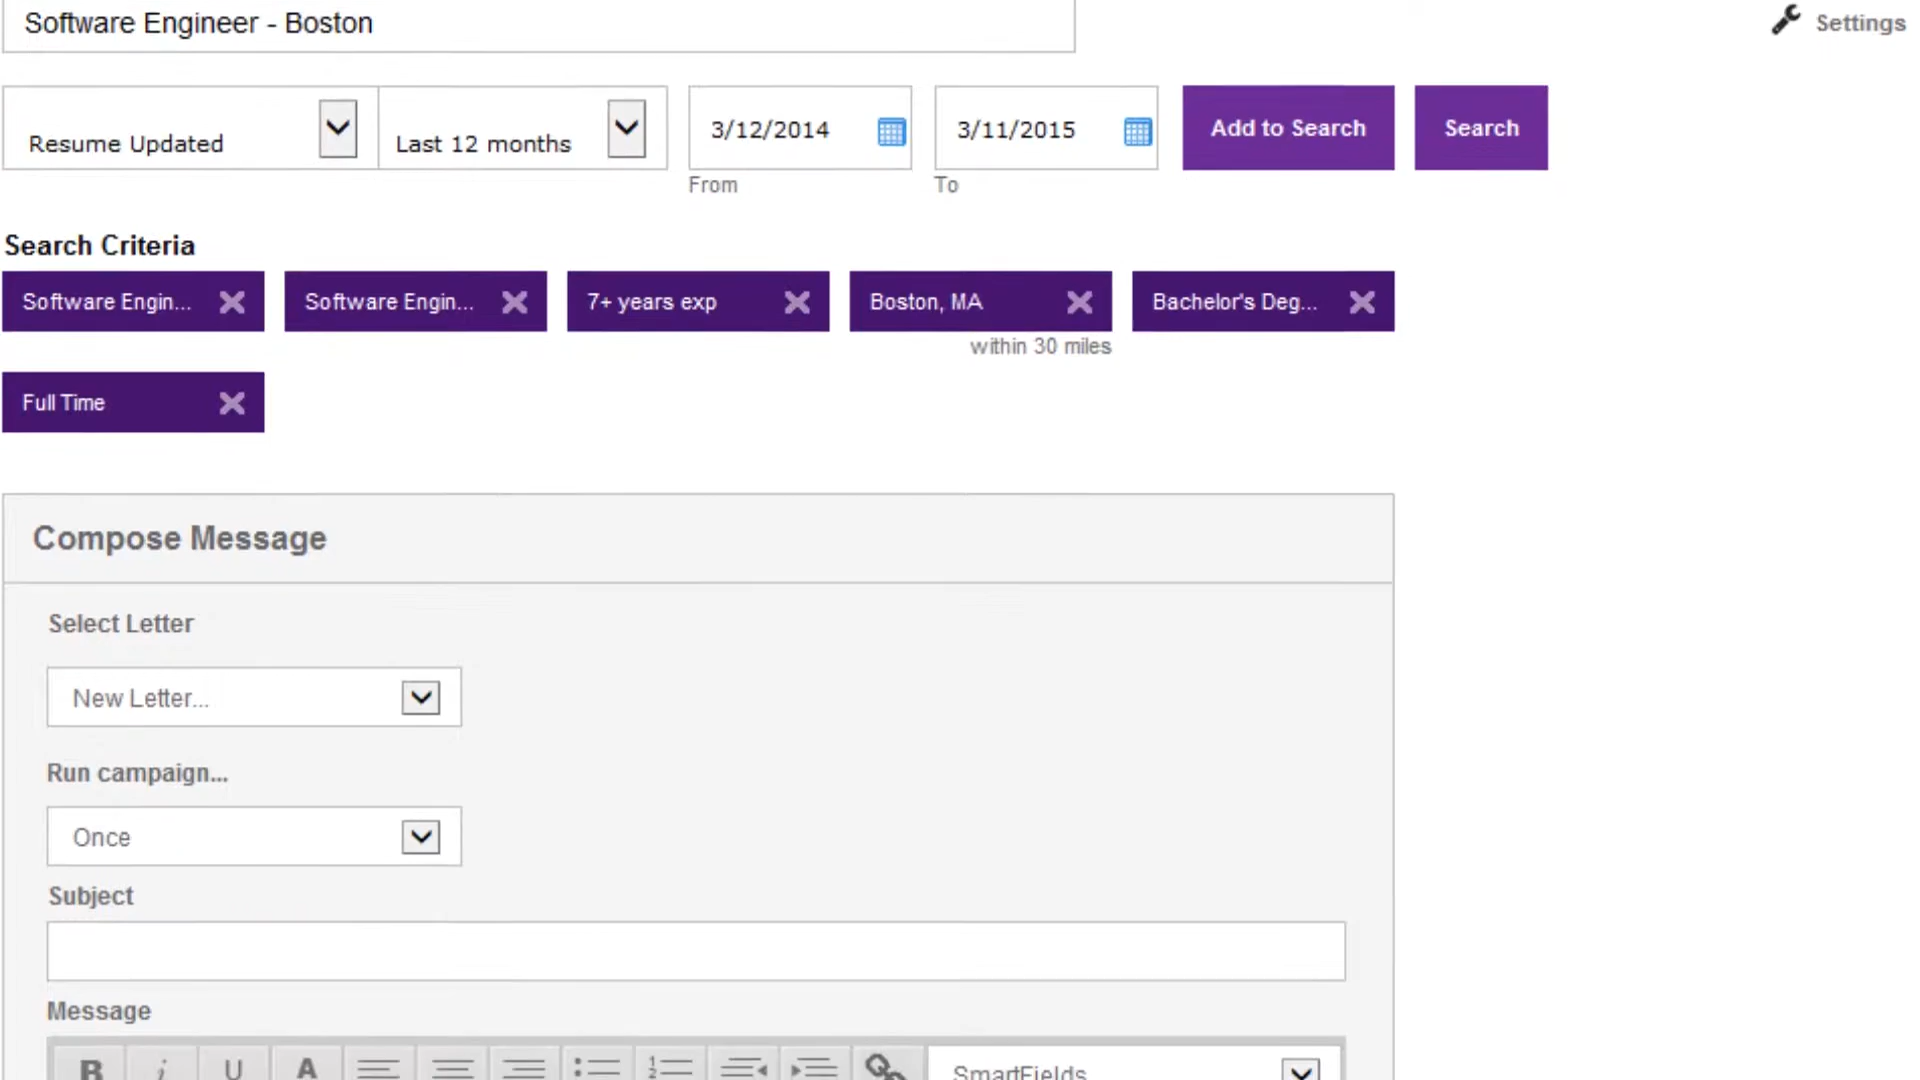 Software Engineer - Boston
Settings
Resume Updated
Last 12 months
3/12/2014
3/11/2015
Add to Search
Search
From
To
Search Criteria
Software Engin...
Software Engin...
7+ years exp
Boston, MA
Bachelor's Deg...
within 30 miles
Full Time
Compose Message
Select Letter
New Letter...
Run campaign...
Once
Subject
Message
B i U A
SmartFields